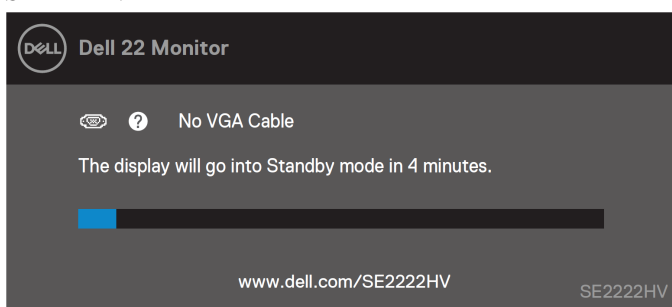 DELL Dell 22 Monitor
? No VGA Cable
The display will go into Standby mode in 4 minutes.
www.dell.com/SE2222HV
SE2222HV